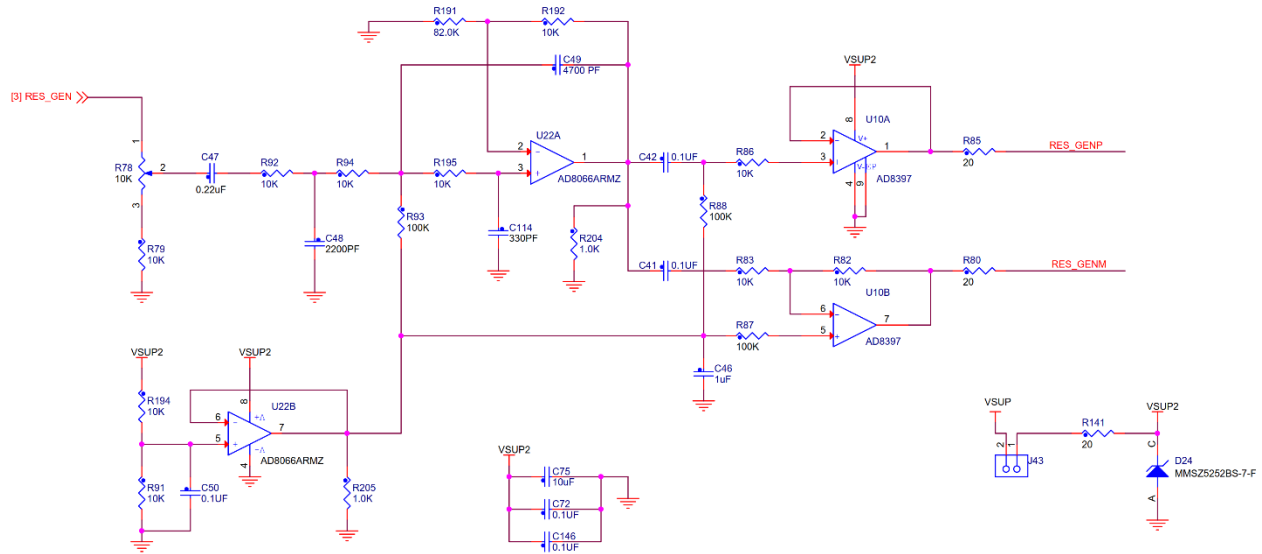 R191
82.0K
R192
10K
C49
4700 PF
VSUP2
[3] RES_GEN
1
R78
10K
2
3
C47
0.22uF
R92
10K
R94
10K
R195
10K
U22A
2
3
1
AD8066ARMZ
C42
0.1UF
R86
10K
U10A
8
V+
2
3
1
4
9
AD8397
R85
20
RES_GENP
R79
10K
C48
2200PF
R93
100K
C114
330PF
R204
1.0K
R88
100K
C41
0.1UF
R83
10K
R82
10K
R80
20
RES_GENM
U10B
6
5
7
AD8397
R87
100K
C46
1uF
VSUP2
VSUP2
R194
10K
8
U22B
6
5
7
4
AD8066ARMZ
R91
10K
C50
0.1UF
R205
1.0K
VSUP2
C75
10uF
C72
0.1UF
C146
0.1UF
VSUP
2
1
J43
R141
20
VSUP2
C
D24
MMSZ5252BS-7-F
A